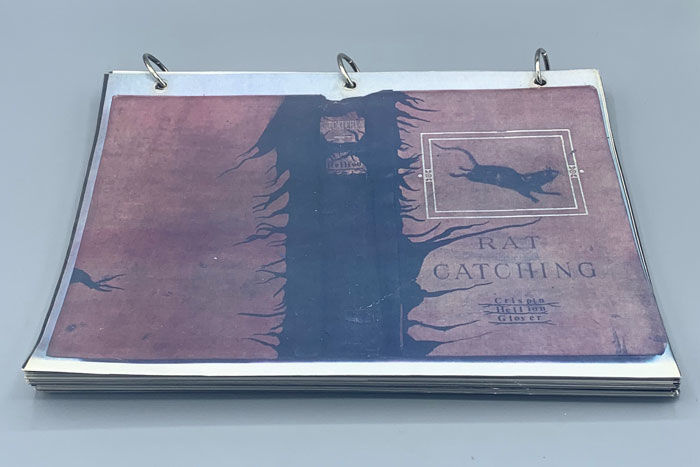 RAT
CATCHING
Crispin
Hellion
Glover